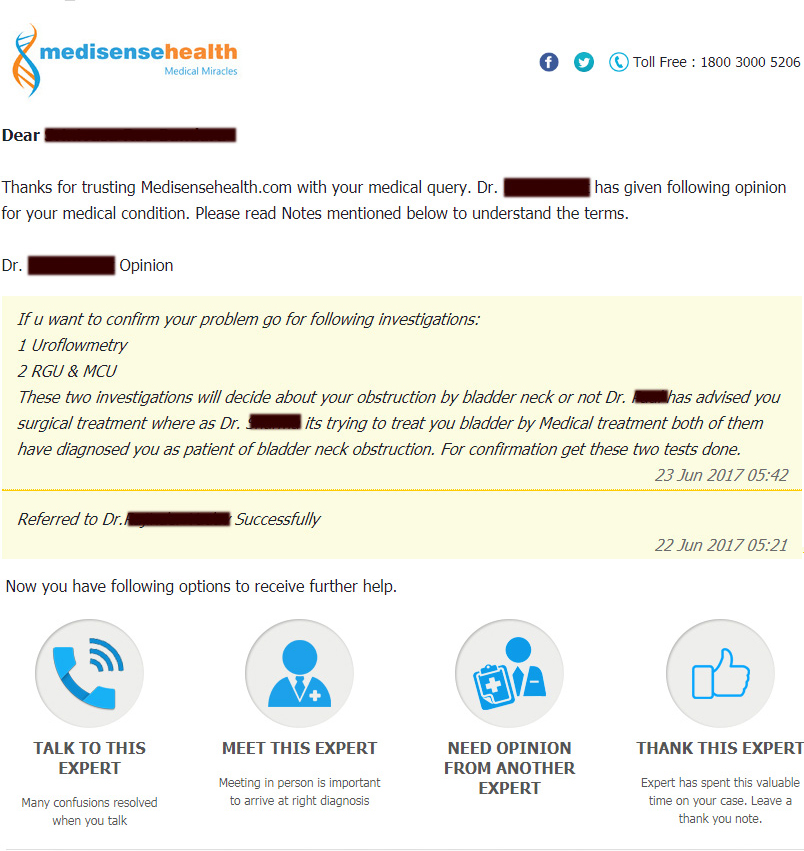 medisensehealth
Medical Miracles
Toll Free : 1800 3000 5206
Dear
Thanks for trusting Medisensehealth.com with your medical query. Dr. has given following opinion
for your medical condition. Please read Notes mentioned below to understand the terms.
Dr. Opinion
If u want to confirm your problem go for following investigations:
1 Uroflowmetry
2 RGU & MCU
These two investigations will decide about your obstruction by bladder neck or not Dr. has advised you
surgical treatment where as Dr. its trying to treat you bladder by Medical treatment both of them
have diagnosed you as patient of bladder neck obstruction. For confirmation get these two tests done.
23 Jun 2017 05:42
Referred to Dr. Successfully
22 Jun 2017 05:21
Now you have following options to receive further help.
TALK TO THIS
EXPERT
Many confusions resolved
when you talk
MEET THIS EXPERT
Meeting in person is important
to arrive at right diagnosis
NEED OPINION
FROM ANOTHER
EXPERT
THANK THIS EXPERT
Expert has spent this valuable
time on your case. Leave a
thank you note.